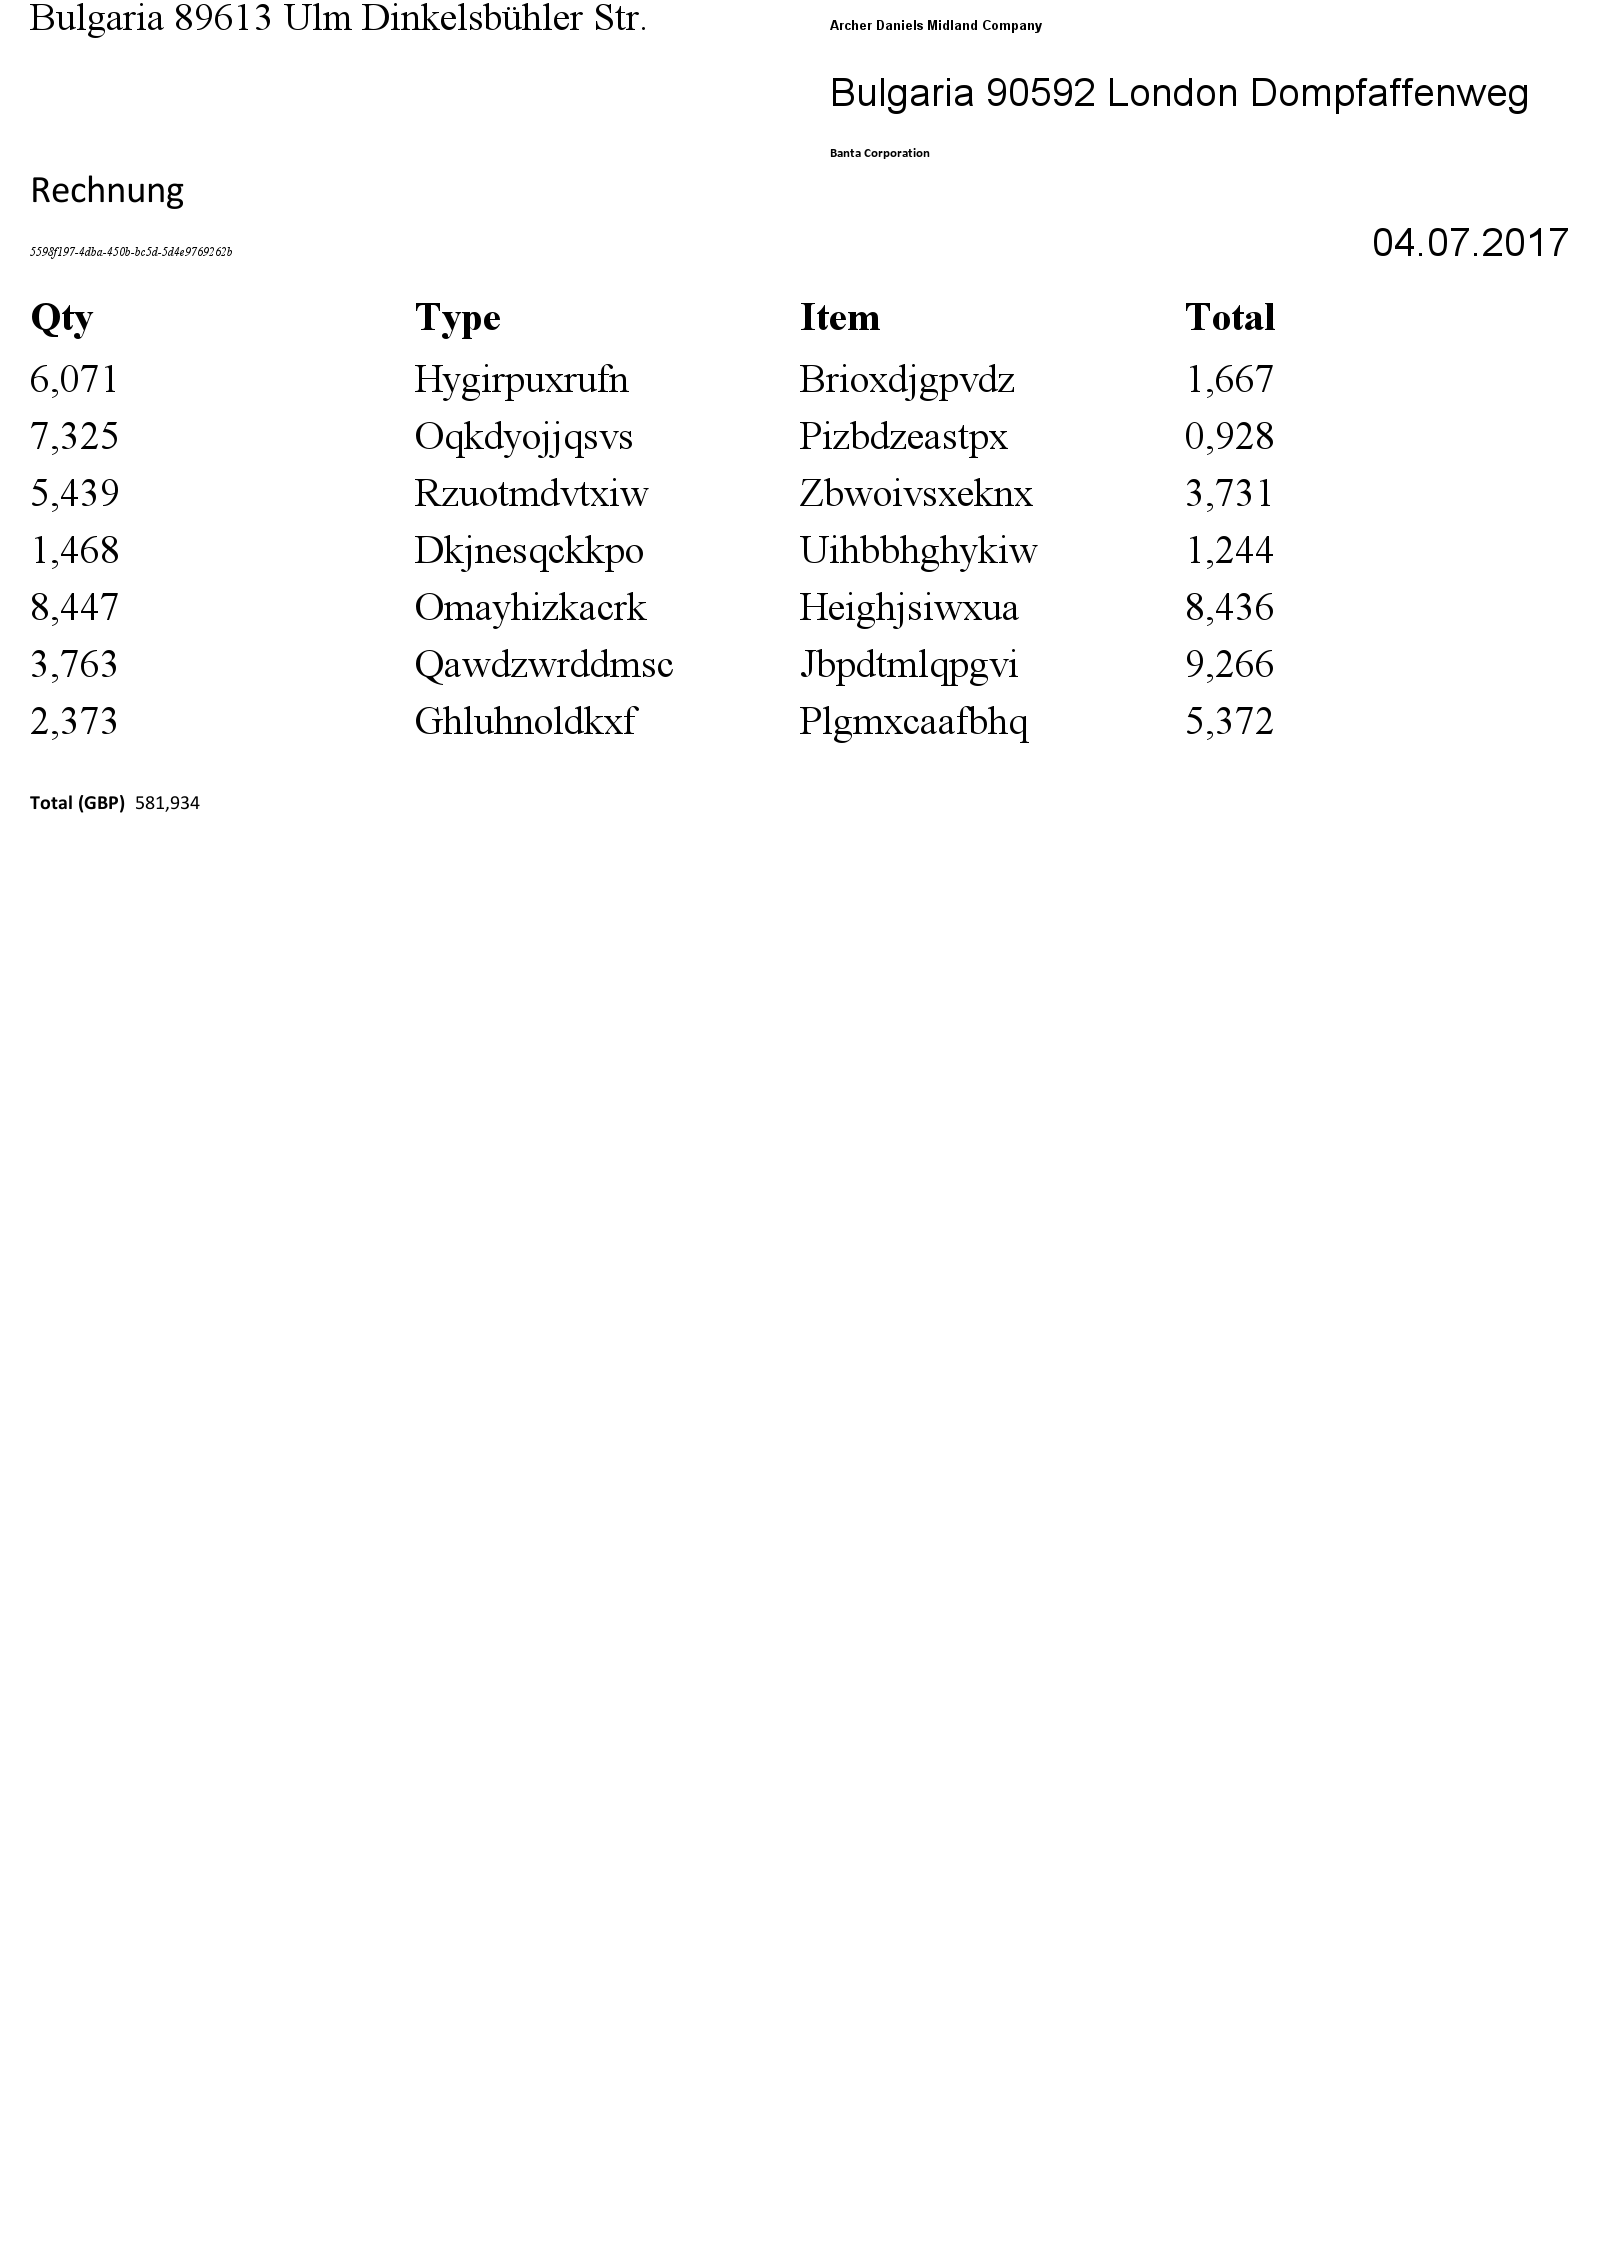 Bulgaria 89613 Ulm Dinkelsbühler Str.
Archer Daniels Midland Company
Bulgaria 90592 London Dompfaffenweg
Banta Corporation
Rechnung
5598f197-4dba-450b-bc5d-5d4e9769262b
04.07.2017
Qty Type Item Total
6,071 Hygirpuxrufn Brioxdjgpvdz 1,667
7,325 Oqkdyojjqsvs Pizbdzeastpx 0,928
5,439 Rzuotmdvtxiw Zbwoivsxeknx 3,731
1,468 Dkjnesqckkpo Uihbbhghykiw 1,244
8,447 Omayhizkacrk Heighjsiwxua 8,436
3,763 Qawdzwrddmsc Jbpdtmlqpgvi 9,266
2,373 Ghluhnoldkxf Plgmxcaafbhq 5,372
Total (GBP) 581,934